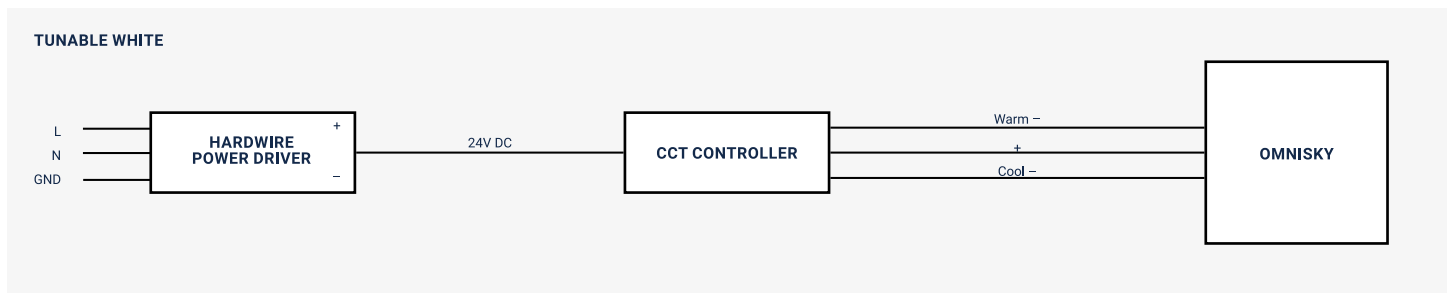 TUNABLE WHITE
L
N
GND
HARDWIRE
POWER DRIVER
+
–
24V DC
CCT CONTROLLER
Warm –
+
Cool –
OMNISKY